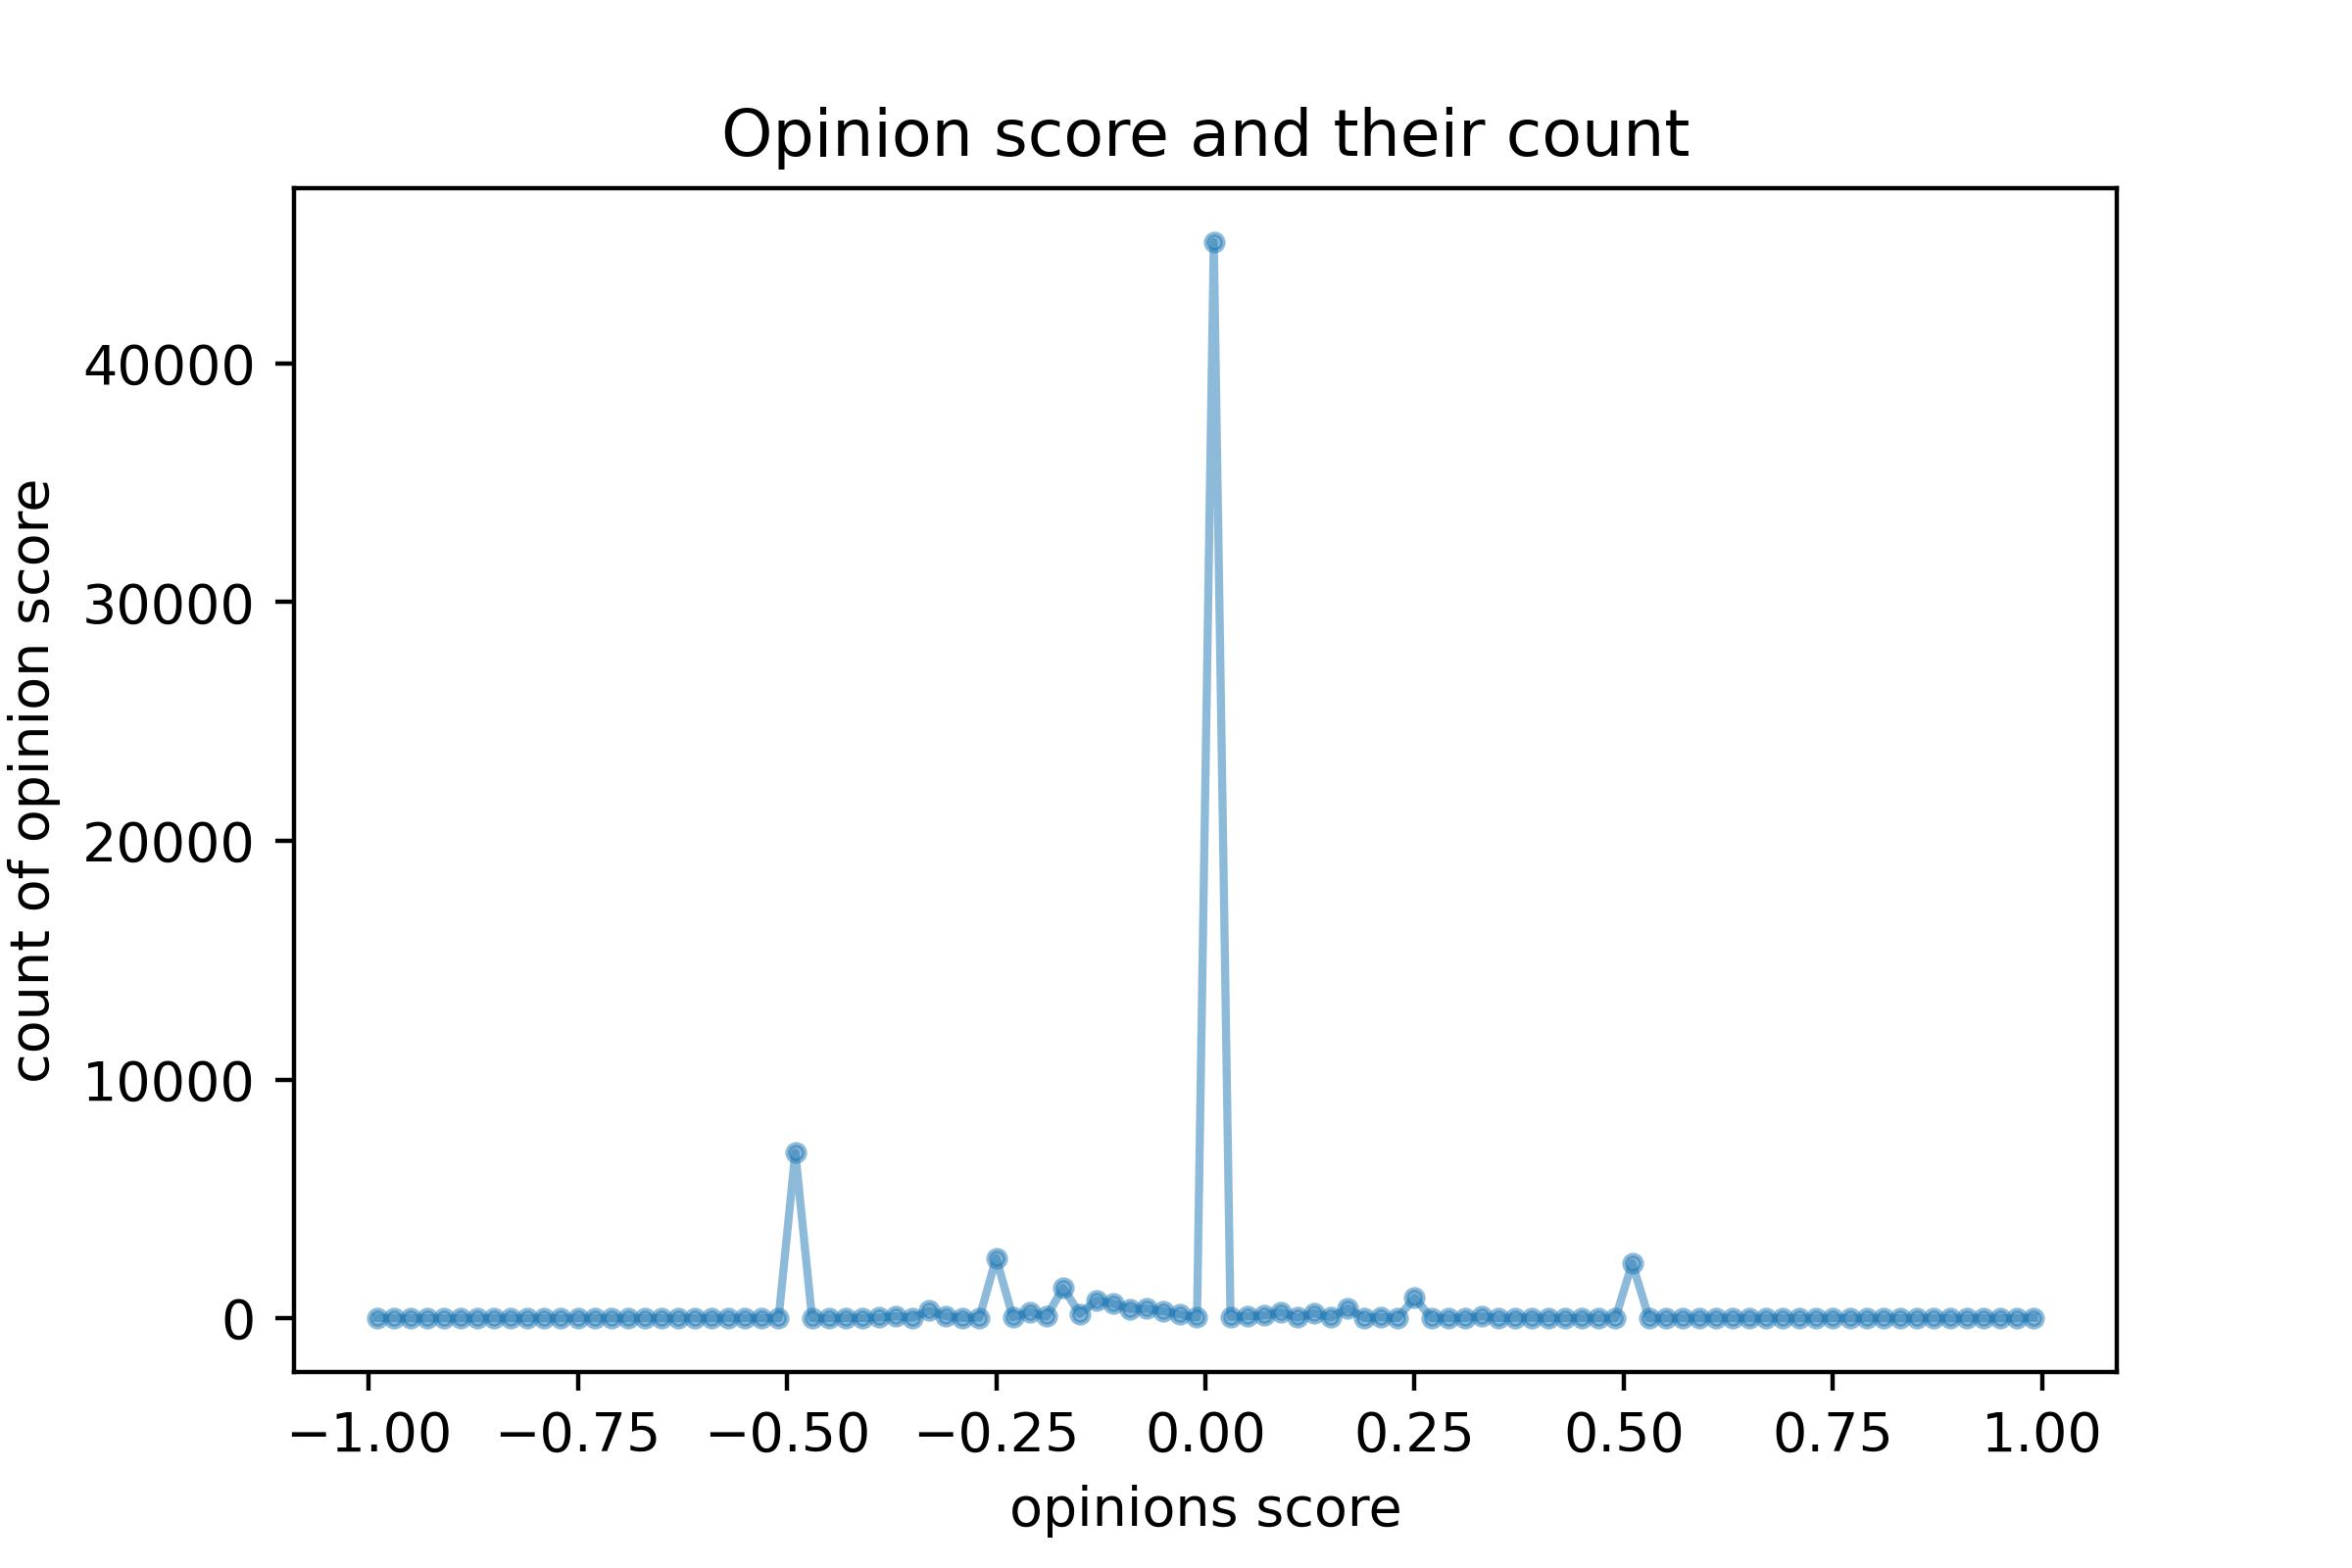 Opinion score and their count
count of opinion score
40000
30000
20000
10000
0
−1.00 −0.75 −0.50 −0.25 0.00 0.25 0.50 0.75 1.00
opinions score